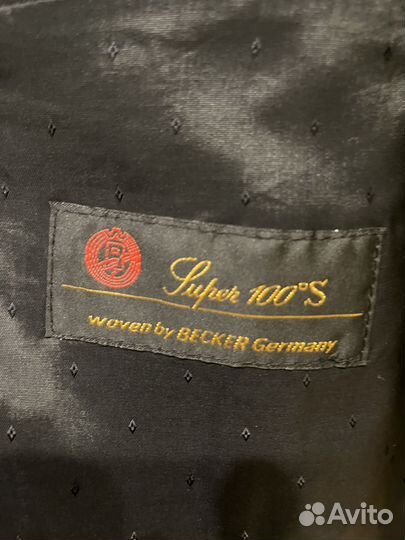 Super 100°S
woven by BECKER Germany
Avito